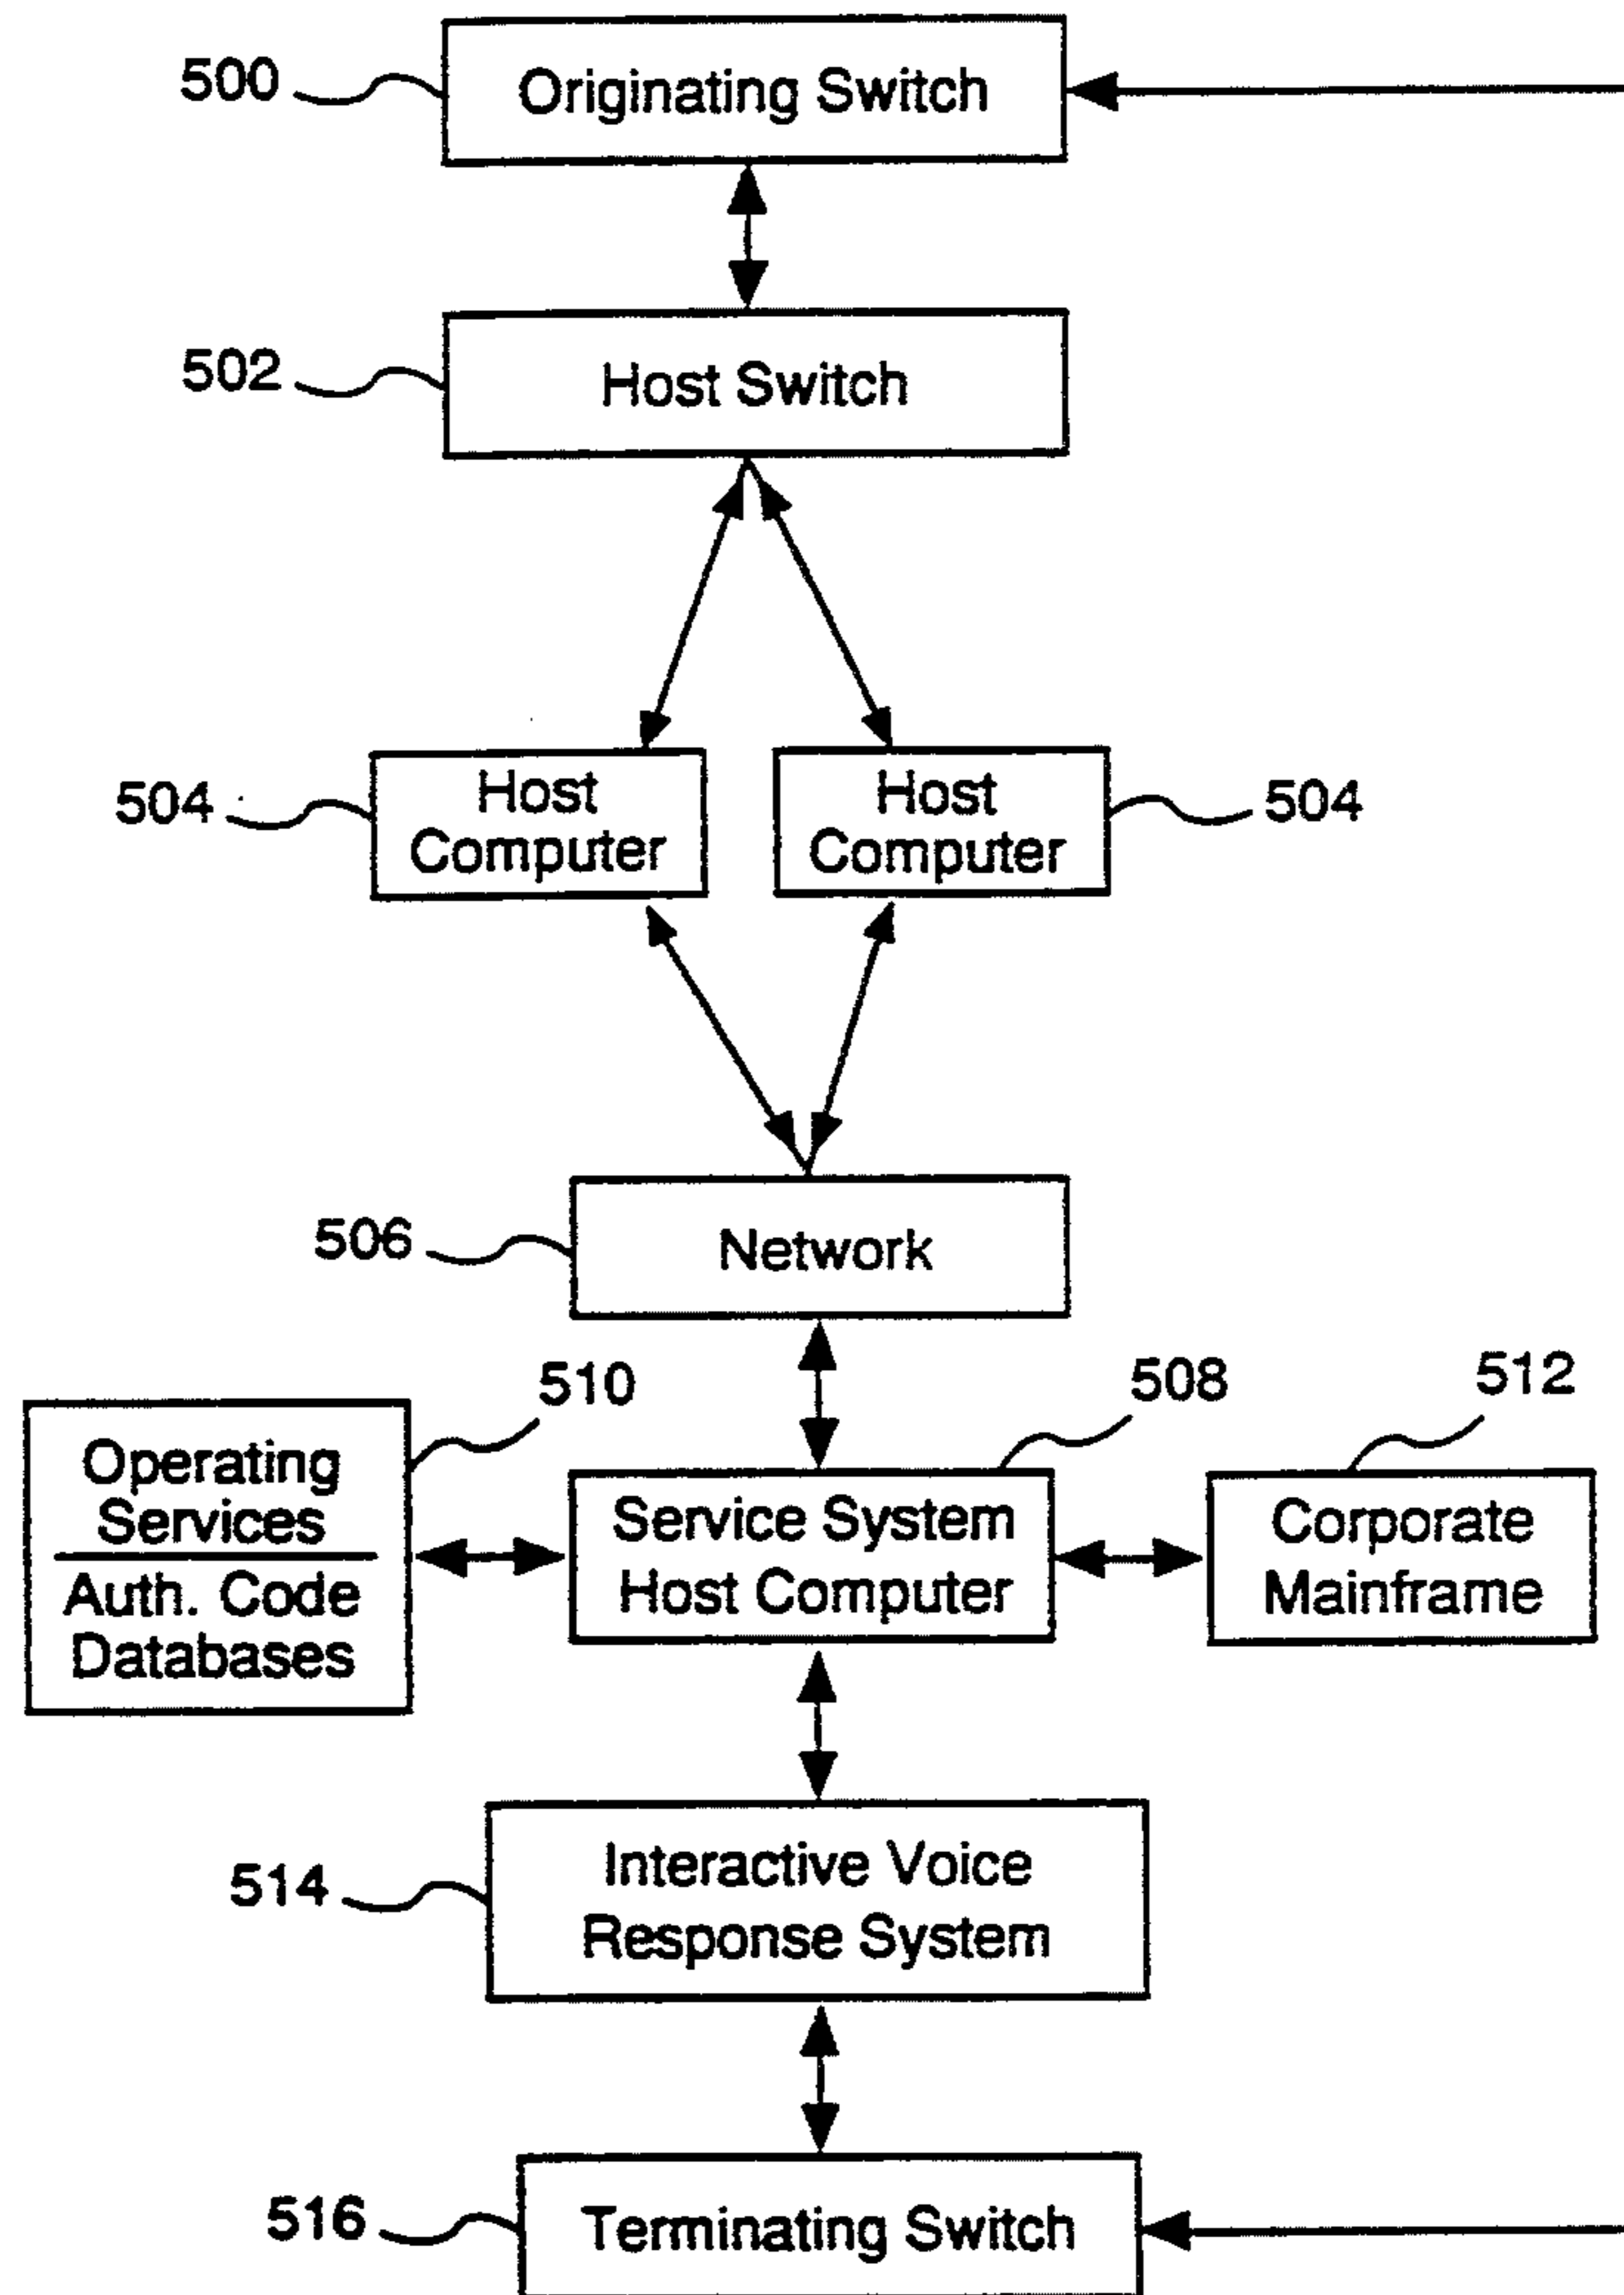 500
Originating Switch
502
Host Switch
504
Host
Computer
Host
Computer
504
506
Network
510
508
512
Operating
Services
Auth. Code
Databases
Service System
Host Computer
Corporate
Mainframe
514
Interactive Voice
Response System
516
Terminating Switch